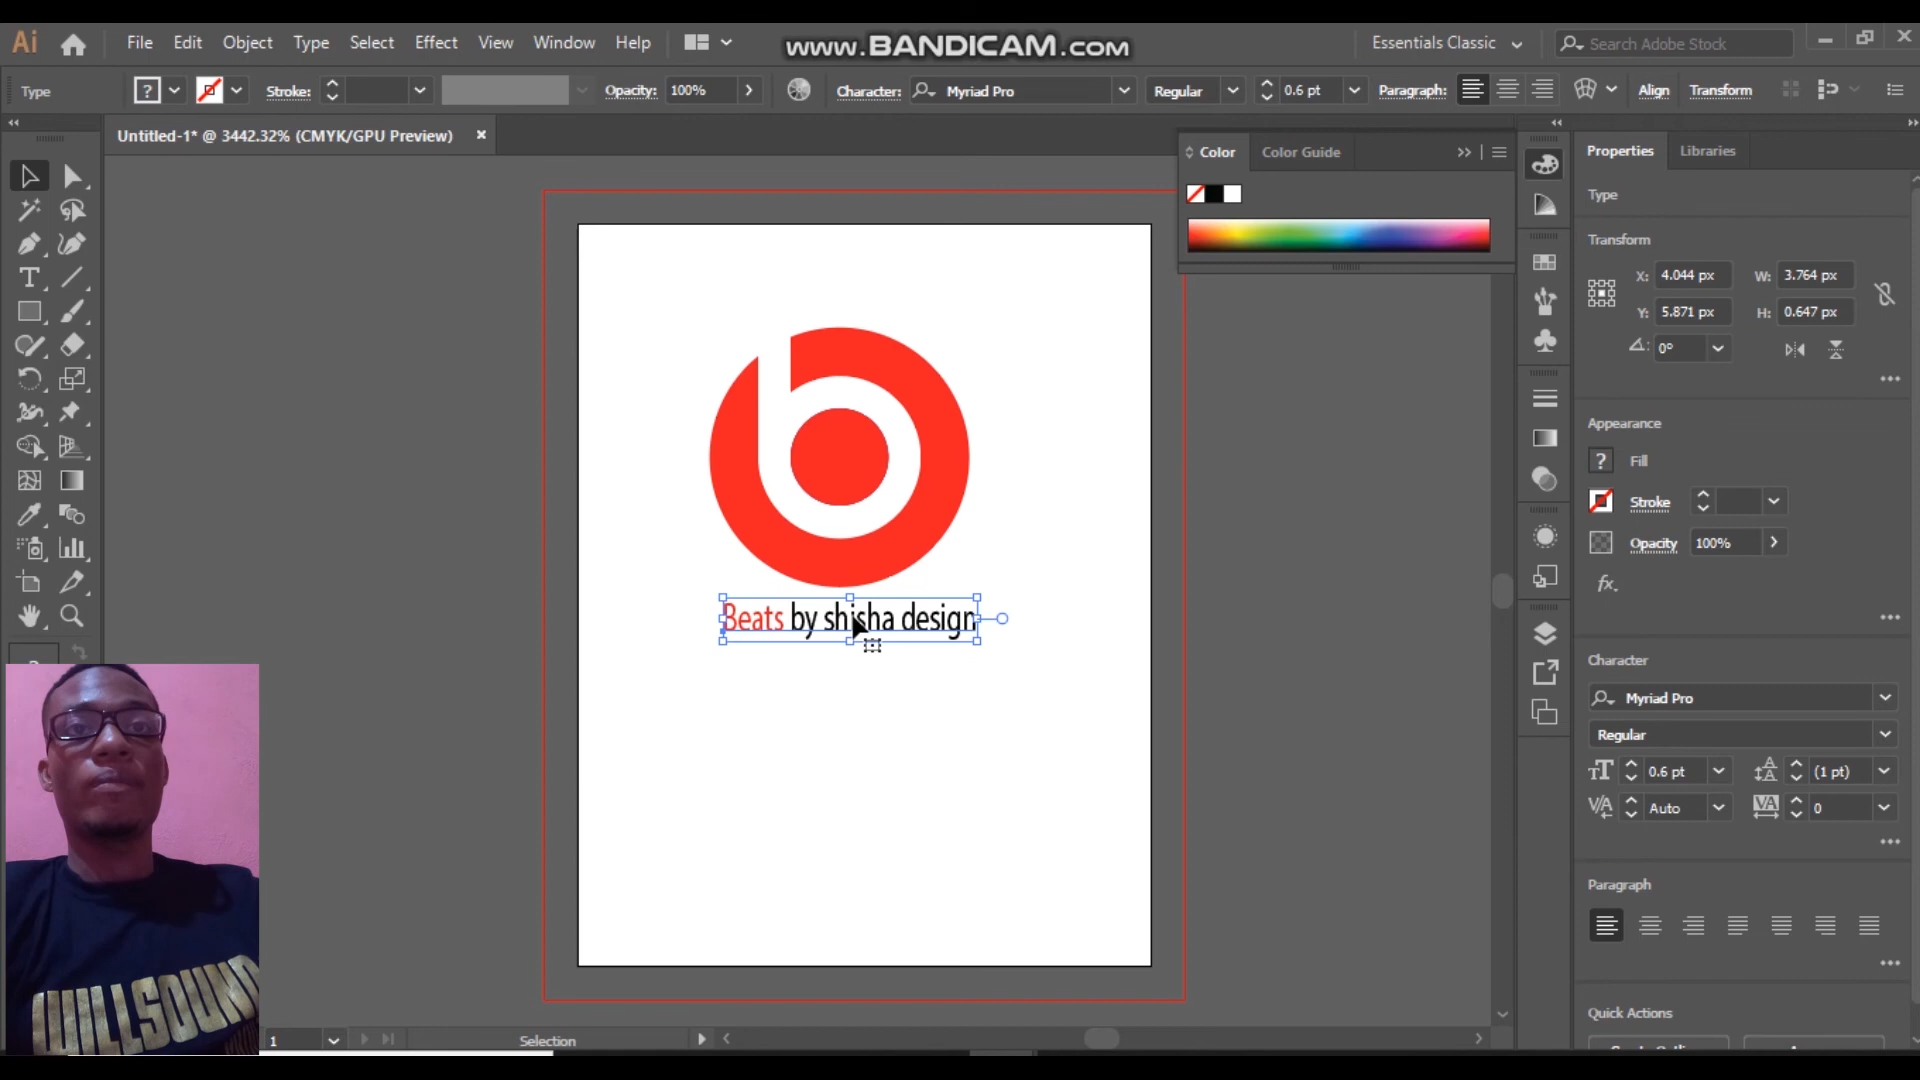 www.BANDICAM.com
Ai File Edit Object Type Select Effect View Window Help
Essentials Classic
Search Adobe Stock
Type
? Stroke: Opacity: 100% Character: Myriad Pro Regular 0.6 pt Paragraph: Align Transform
Untitled-1* @ 3442.32% (CMYK/GPU Preview) ×
Color Color Guide
Beats by shisha design
Properties Libraries
Type
Transform
X: 4.044 px W: 3.764 px
Y: 5.871 px H: 0.647 px
0°
Appearance
? Fill
Stroke
Opacity 100%
fx.
Character
Myriad Pro
Regular
0.6 pt (1 pt)
Auto 0
Paragraph
Quick Actions
1 Selection